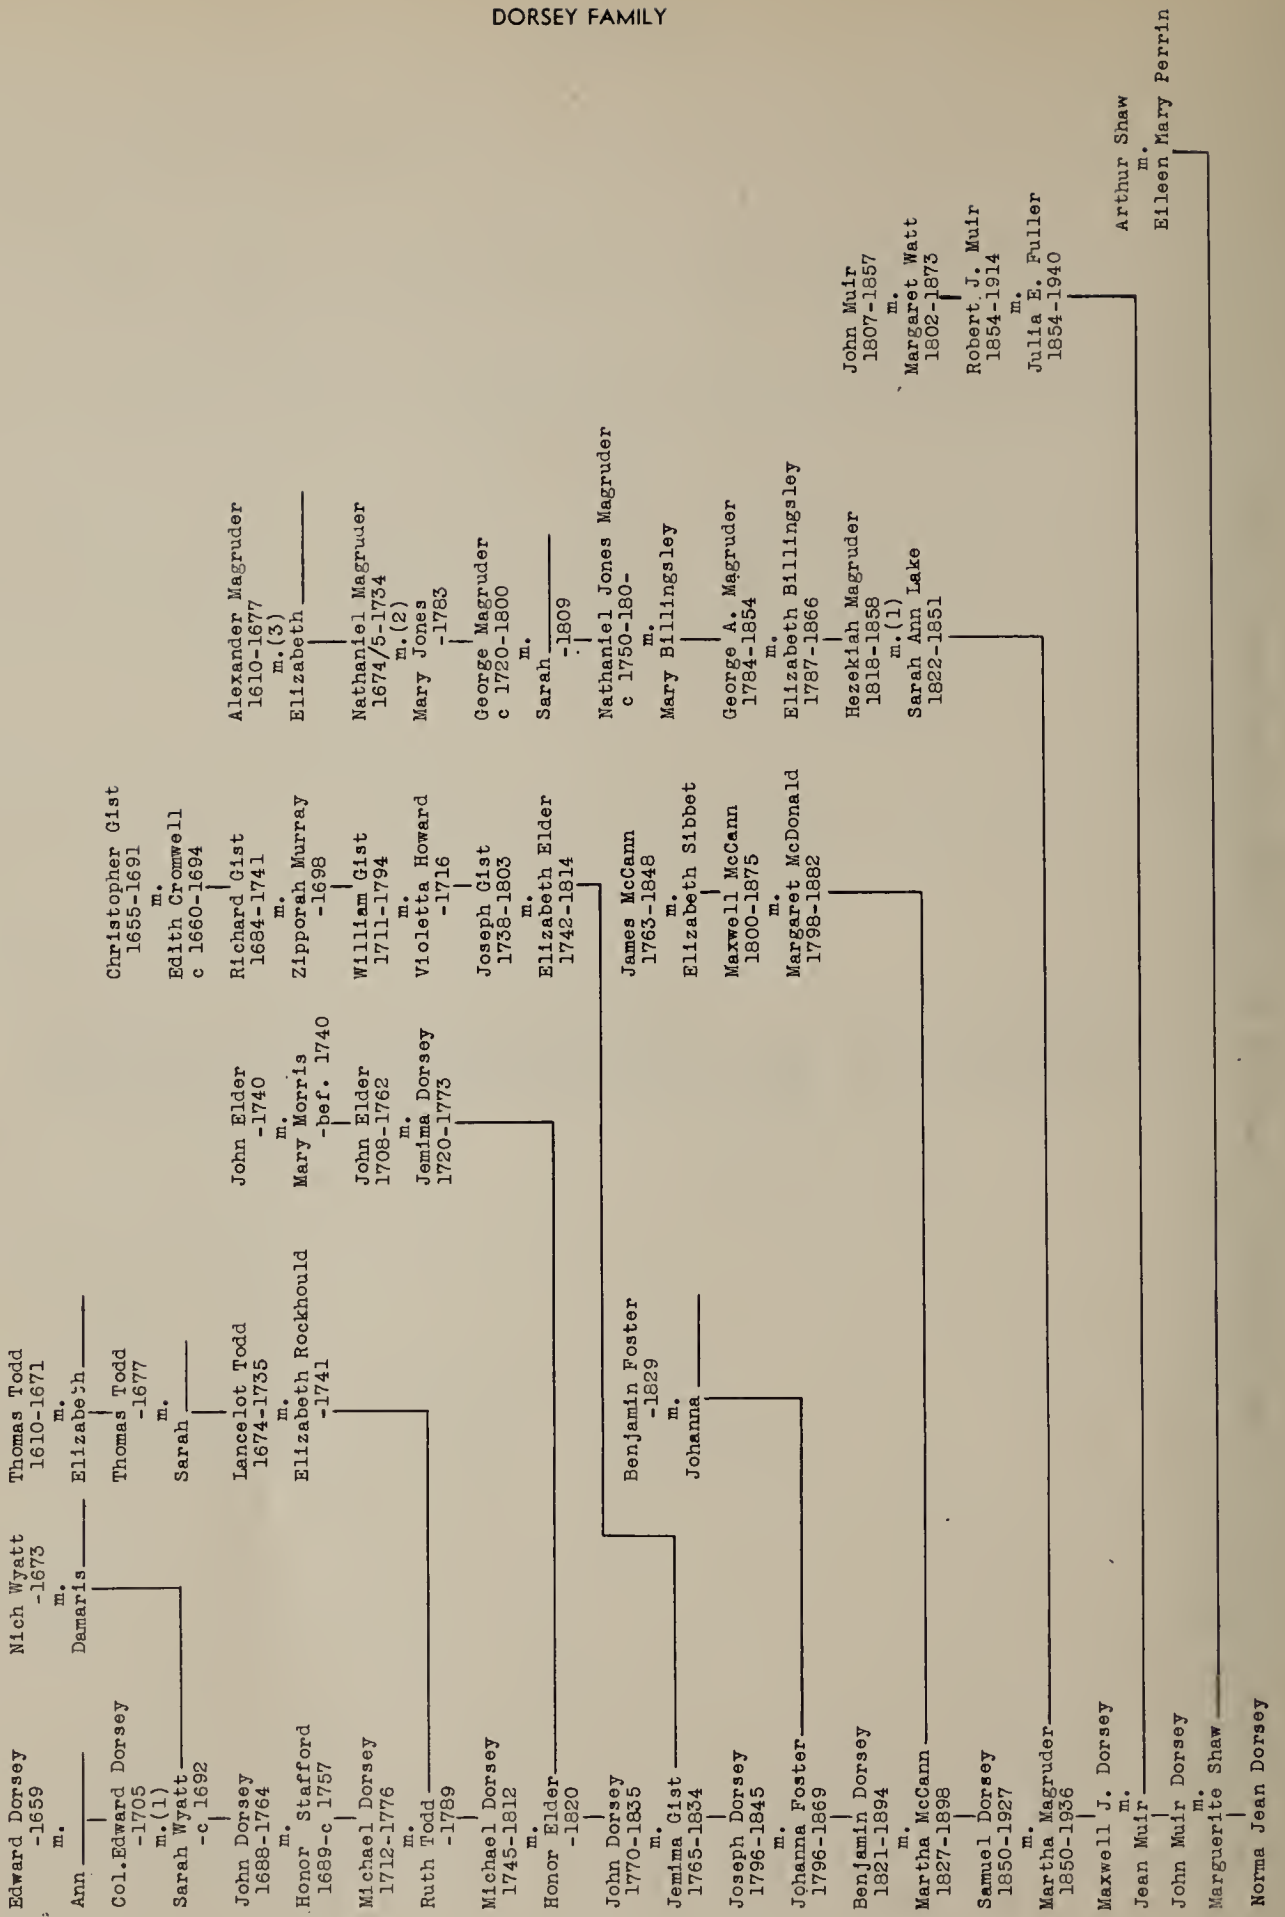 DORSEY FAMILY
Edward Dorsey
-1659
m.
Ann
Col.Edward Dorsey
-1705
m.(1)
Sarah Wyatt
-c 1692
John Dorsey
1688-1764
m.
Honor Stafford
1689-c 1757
Michael Dorsey
1712-1776
m.
Ruth Todd
-1789
Michael Dorsey
1745-1812
m.
Honor Elder
-1820
John Dorsey
1770-1835
m.
Jemima Gist
1765-1834
Joseph Dorsey
1796-1845
m.
Johanna Foster
1796-1869
Benjamin Dorsey
1821-1894
m.
Martha McCann
1827-1898
Samuel Dorsey
1850-1927
m.
Martha Magruder
1850-1936
Maxwell J. Dorsey
m.
Jean Muir
John Muir Dorsey
m.
Marguerite Shaw
Norma Jean Dorsey
Nich Wyatt
-1673
m.
Damaris
Thomas Todd
1610-1671
m.
Elizabeth
Thomas Todd
-1677
m.
Sarah
Lancelot Todd
1674-1735
m.
Elizabeth Rockhould
-1741
Benjamin Foster
-1829
m.
Johanna
John Elder
-1740
m.
Mary Morris
-bef. 1740
John Elder
1708-1762
m.
Jemima Dorsey
1720-1773
Christopher Gist
1655-1691
m.
Edith Cromwell
c 1660-1694
Richard Gist
1684-1741
m.
Zipporah Murray
-1698
William Gist
1711-1794
m.
Violetta Howard
-1716
Joseph Gist
1738-1803
m.
Elizabeth Elder
1742-1814
James McCann
1763-1848
m.
Elizabeth Sibbet
Maxwell McCann
1800-1875
m.
Margaret McDonald
1798-1882
Alexander Magruder
1610-1677
m.(3)
Elizabeth
Nathaniel Magruder
1674/5-1734
m.(2)
Mary Jones
-1783
George Magruder
c 1720-1800
m.
Sarah
-1809
Nathaniel Jones Magruder
c 1750-180-
m.
Mary Billingsley
George A. Magruder
1784-1854
m.
Elizabeth Billingsley
1787-1866
Hezekiah Magruder
1818-1858
m.(1)
Sarah Ann Lake
1822-1851
John Muir
1807-1857
m.
Margaret Watt
1802-1873
Robert J. Muir
1854-1914
m.
Julia E. Fuller
1854-1940
Arthur Shaw
m.
Eileen Mary Perrin